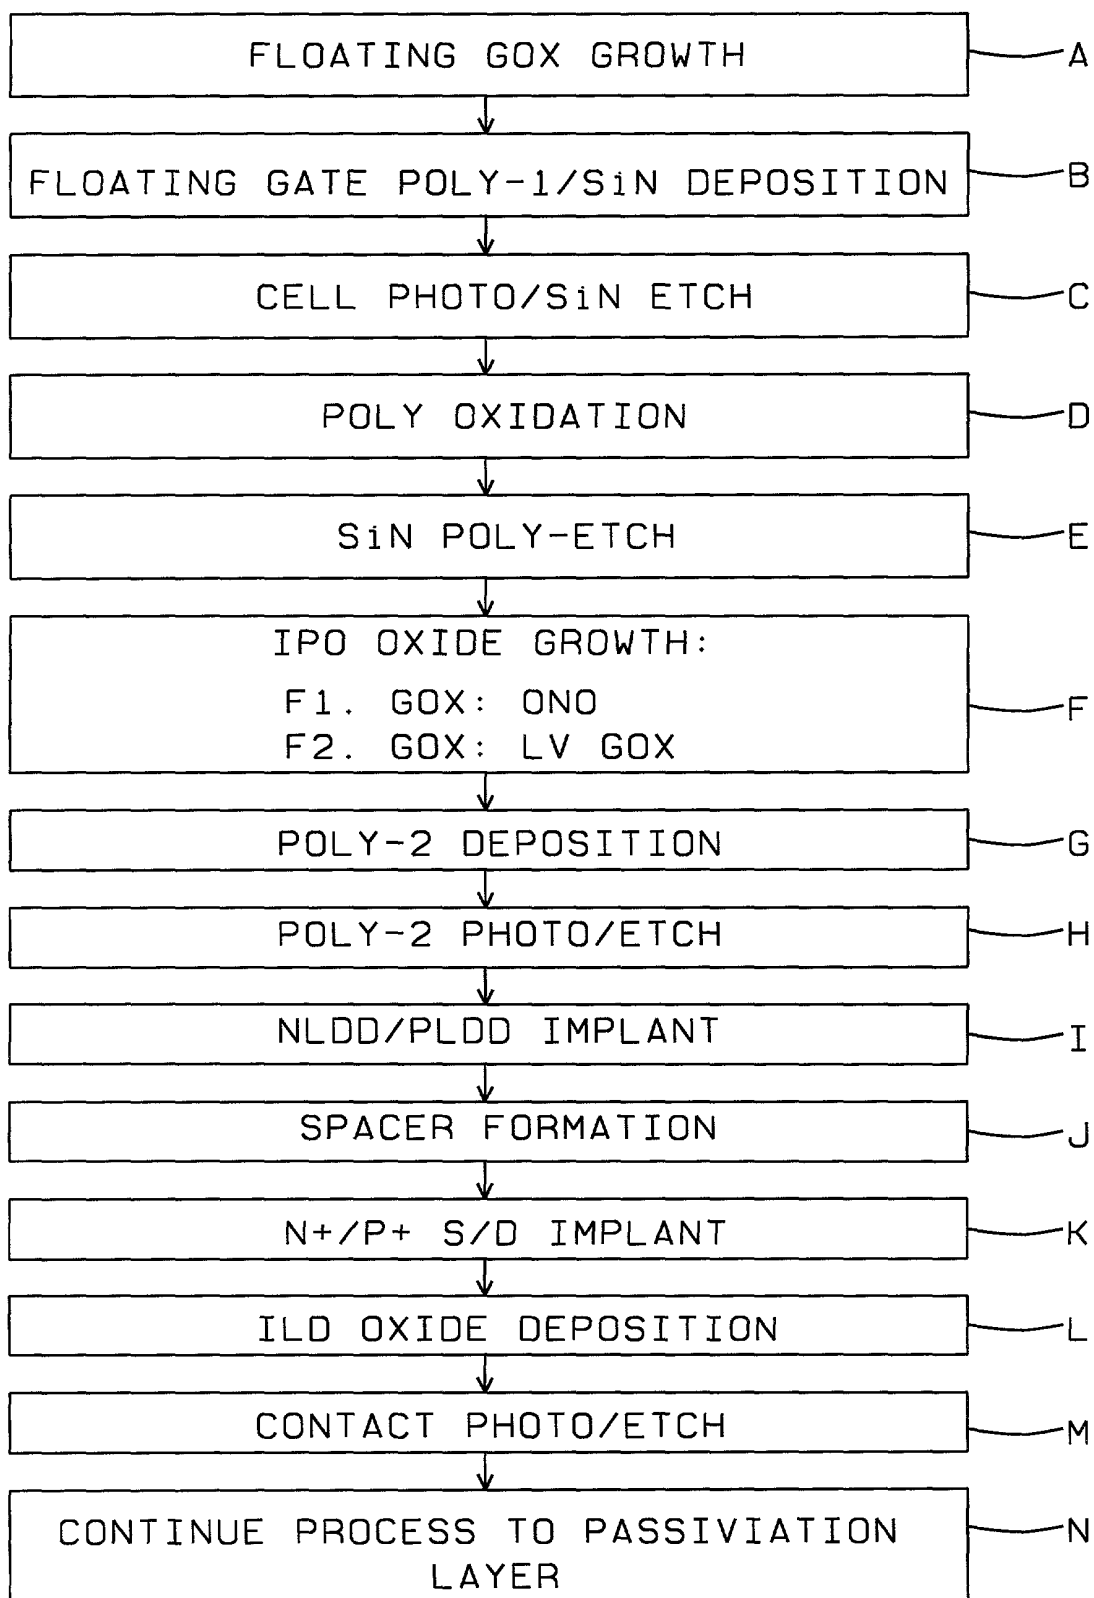 FLOATING GOX GROWTH
A
FLOATING GATE POLY-1/SiN DEPOSITION
B
CELL PHOTO/SiN ETCH
C
POLY OXIDATION
D
SiN POLY-ETCH
E
IPO OXIDE GROWTH:
F1. GOX: ONO
F2. GOX: LV GOX
F
POLY-2 DEPOSITION
G
POLY-2 PHOTO/ETCH
H
NLDD/PLDD IMPLANT
I
SPACER FORMATION
J
N+/P+ S/D IMPLANT
K
ILD OXIDE DEPOSITION
L
CONTACT PHOTO/ETCH
M
CONTINUE PROCESS TO PASSIVIATION
LAYER
N